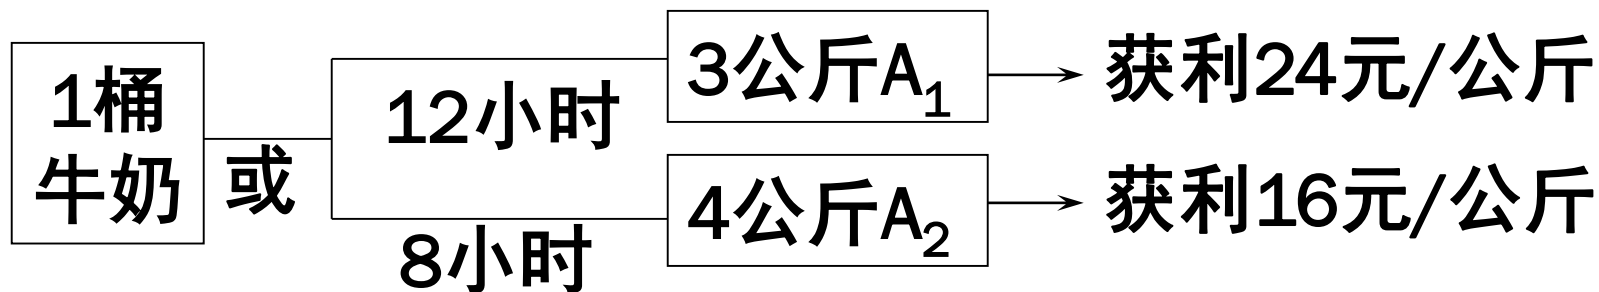 1桶
牛奶
或
12小时
8小时
3公斤A1
4公斤A2
获利24元/公斤
获利16元/公斤